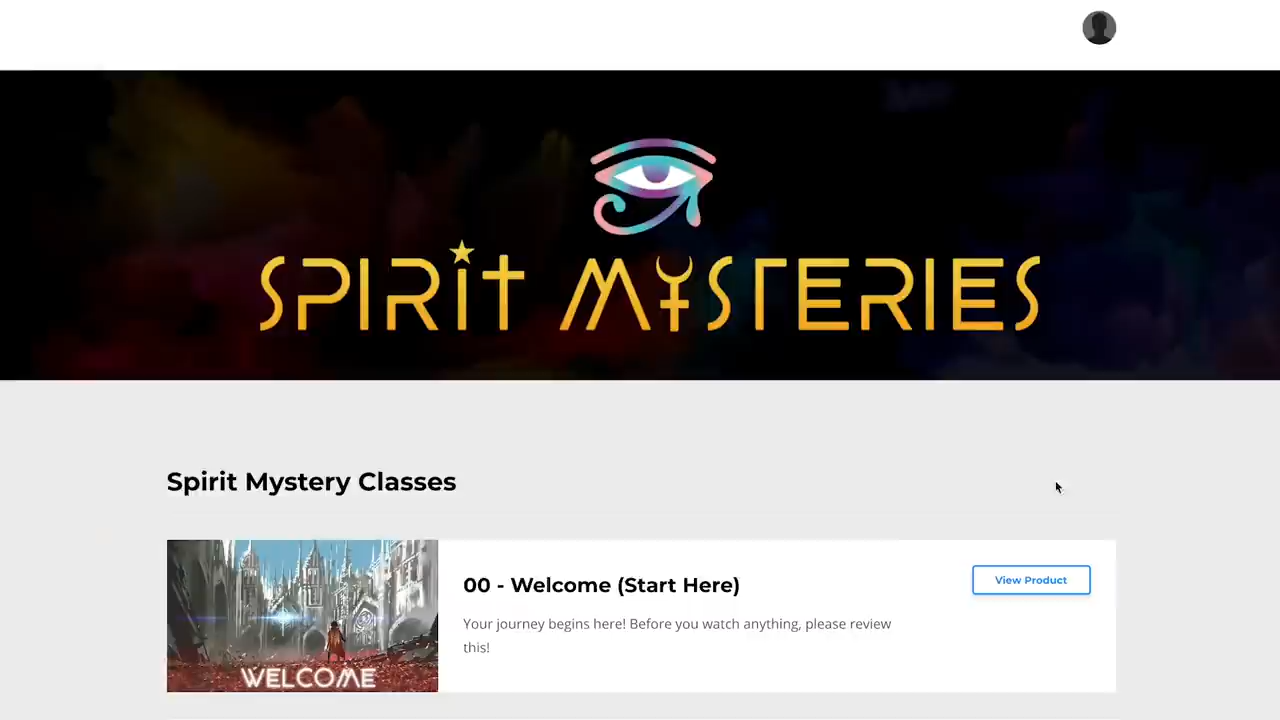 SPIRiT MYSTERIES
Spirit Mystery Classes
00 - Welcome (Start Here)
View Product
Your journey begins here! Before you watch anything, please review
this!
WELCOME